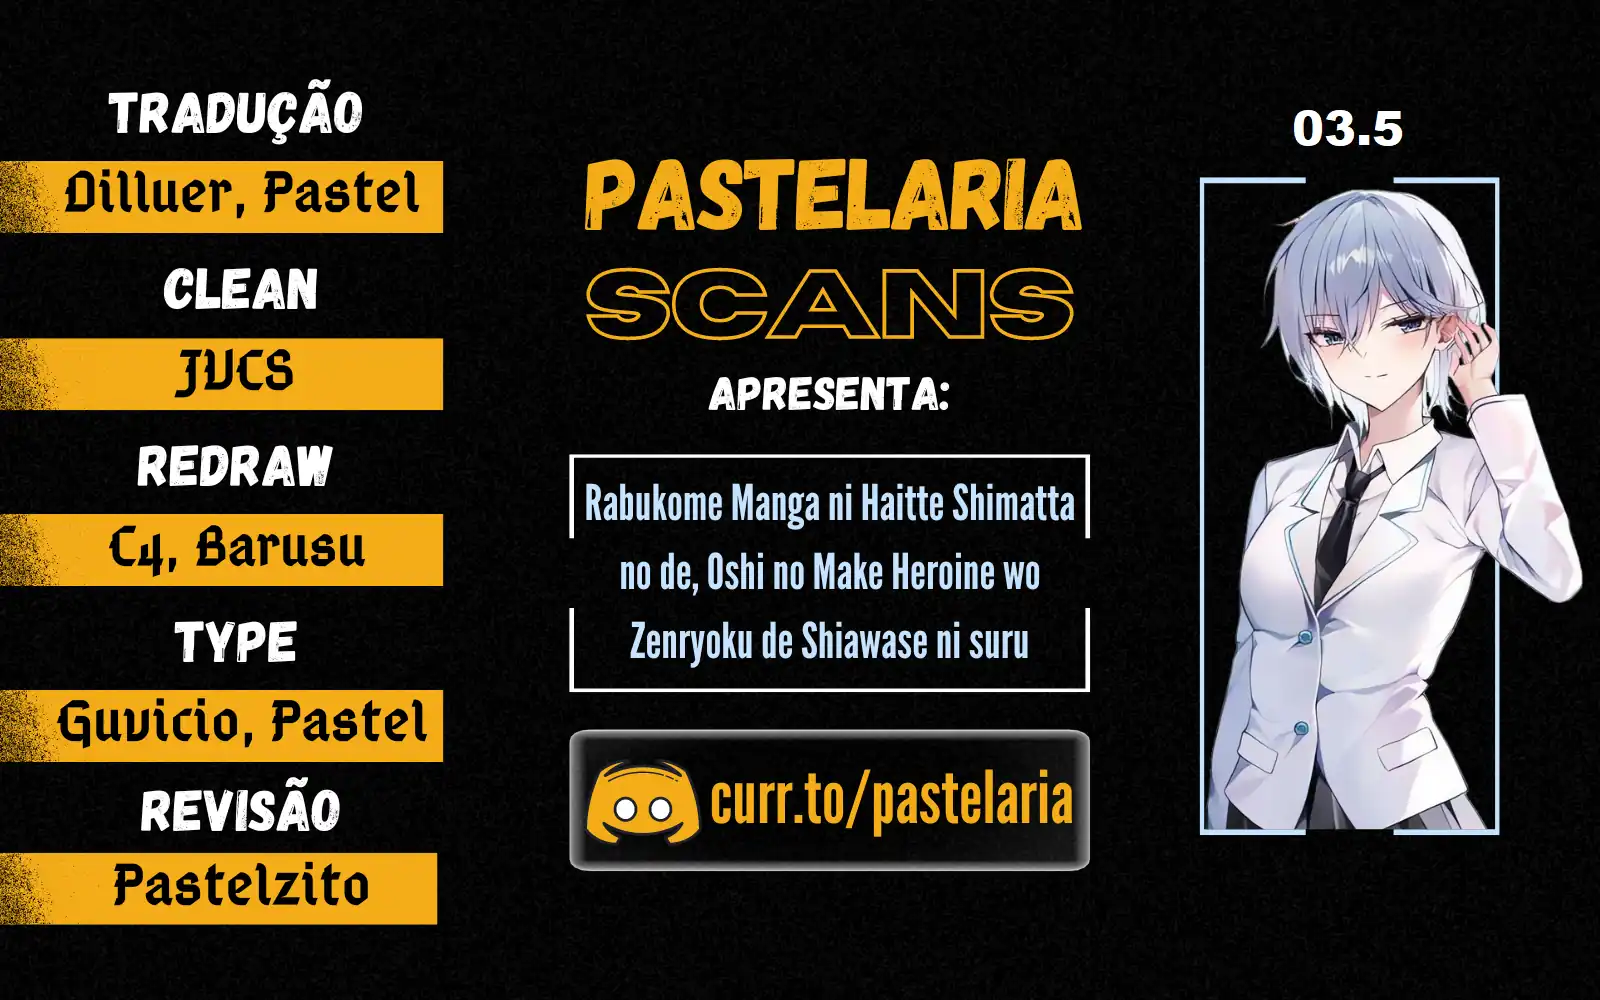 TRADUÇÃO
Dilluer, Pastel
CLEAN
JVCS
REDRAW
C4, Barusu
TYPE
Guvicio, Pastel
REVISÃO
Pastelzito
PASTELARIA
SCANS
APRESENTA:
Rabukome Manga ni Haitte Shimatta
no de, Oshi no Make Heroine wo
Zenryoku de Shiawase ni suru
curr.to/pastelaria
03.5